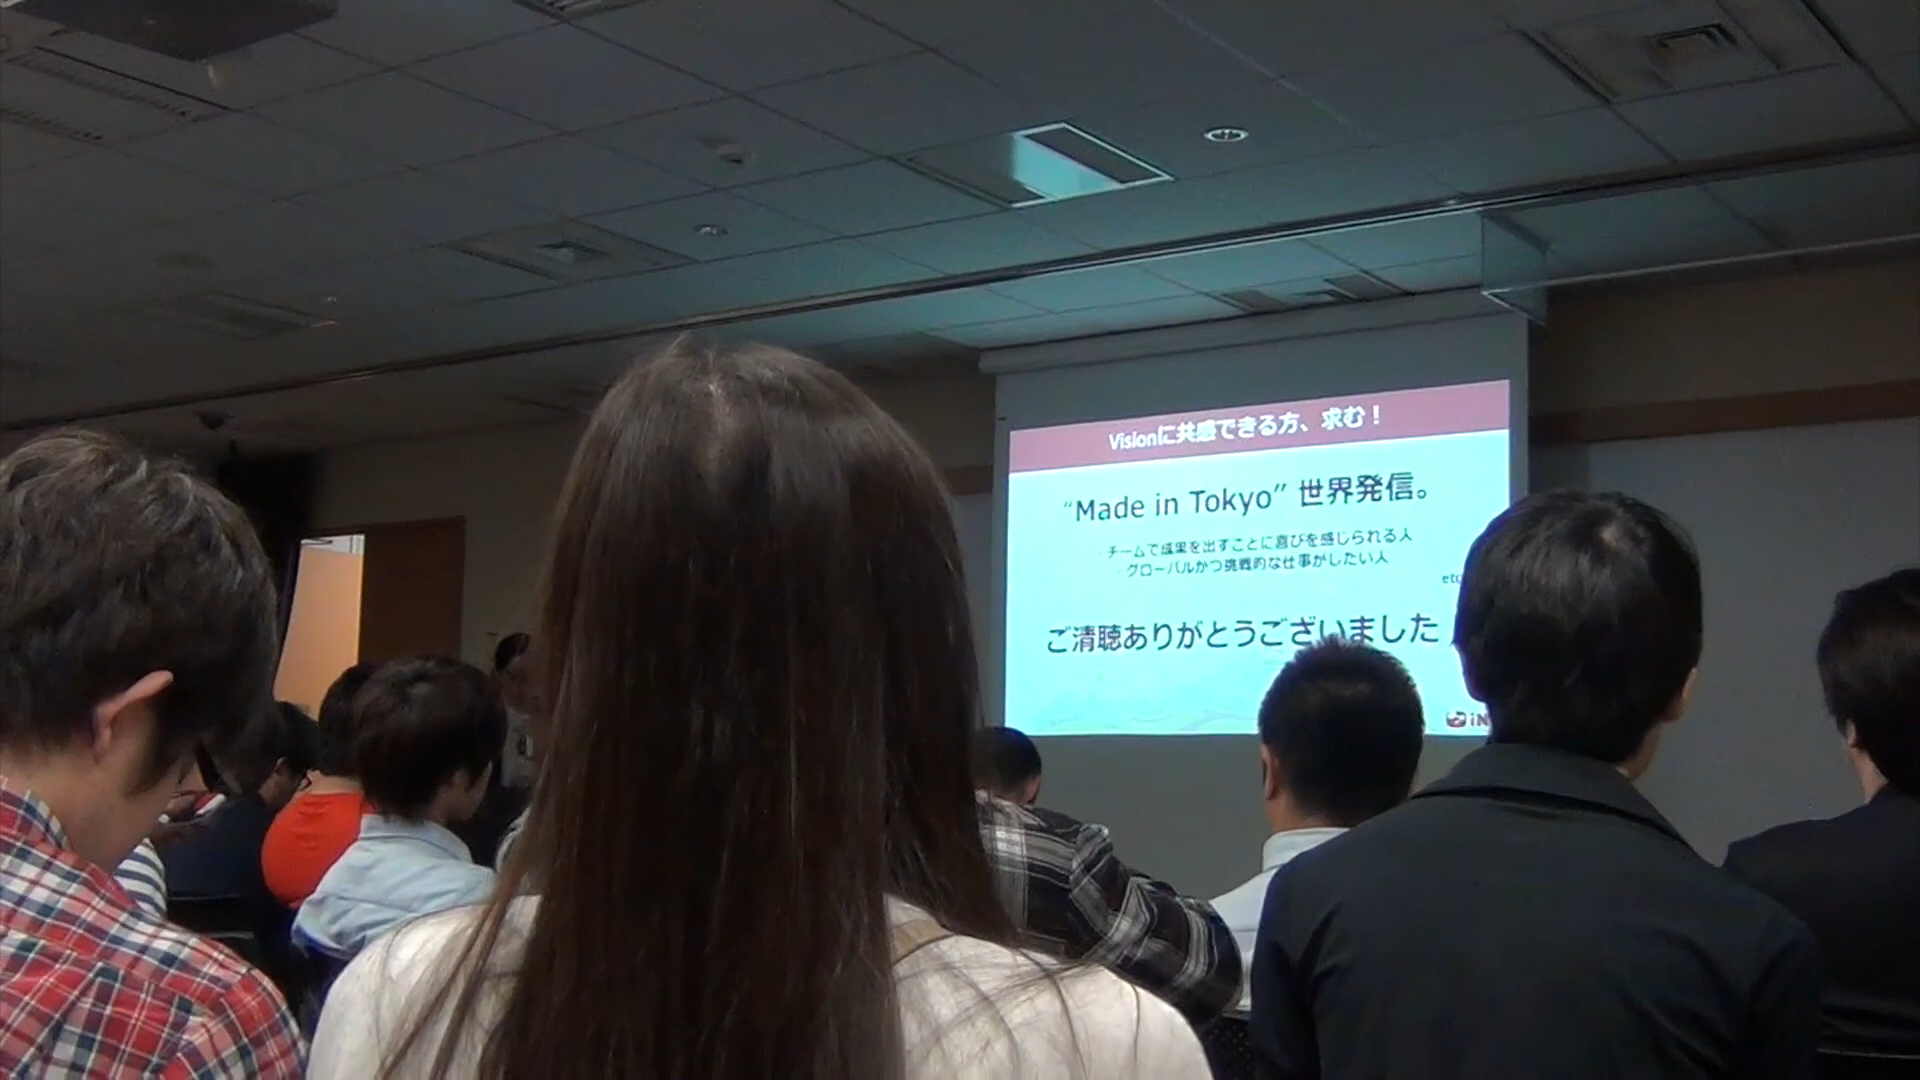 Visionに共感できる方、求む！
“Made in Tokyo” 世界発信。
・チームで成果を出すことに喜びを感じられる人
・グローバルかつ挑戦的な仕事がしたい人
ご清聴ありがとうございました